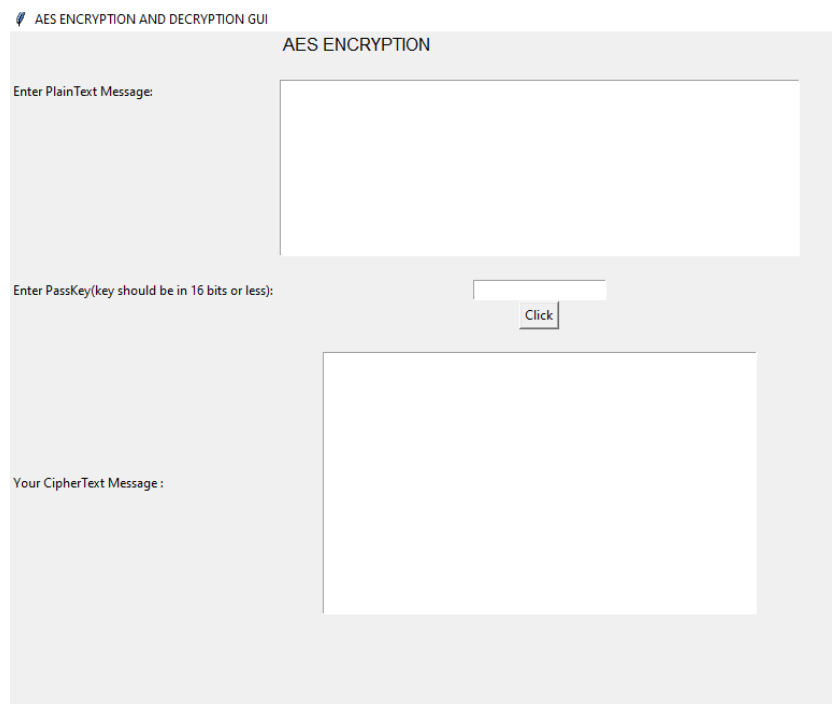 AES ENCRYPTION AND DECRYPTION GUI
AES ENCRYPTION
Enter PlainText Message:
Enter PassKey(key should be in 16 bits or less):
Click
Your CipherText Message :